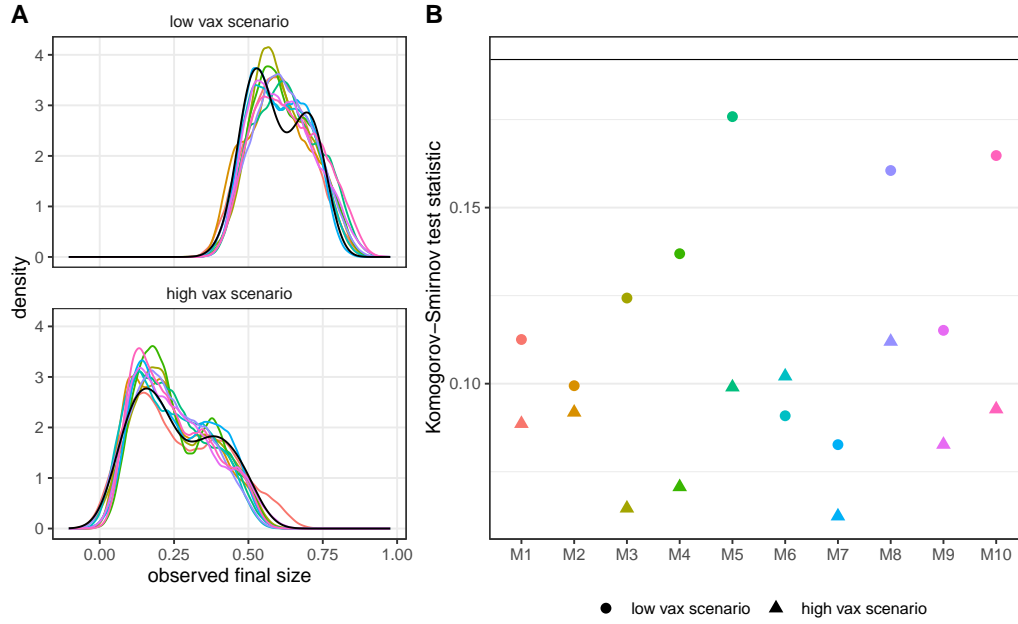 A
low vax scenario
4
3
2
1
0
density
high vax scenario
4
3
2
1
0
0.00 0.25 0.50 0.75 1.00
observed final size
B
Komogorov−Smirnov test statistic
0.15
0.10
M1 M2 M3 M4 M5 M6 M7 M8 M9 M10
low vax scenario high vax scenario